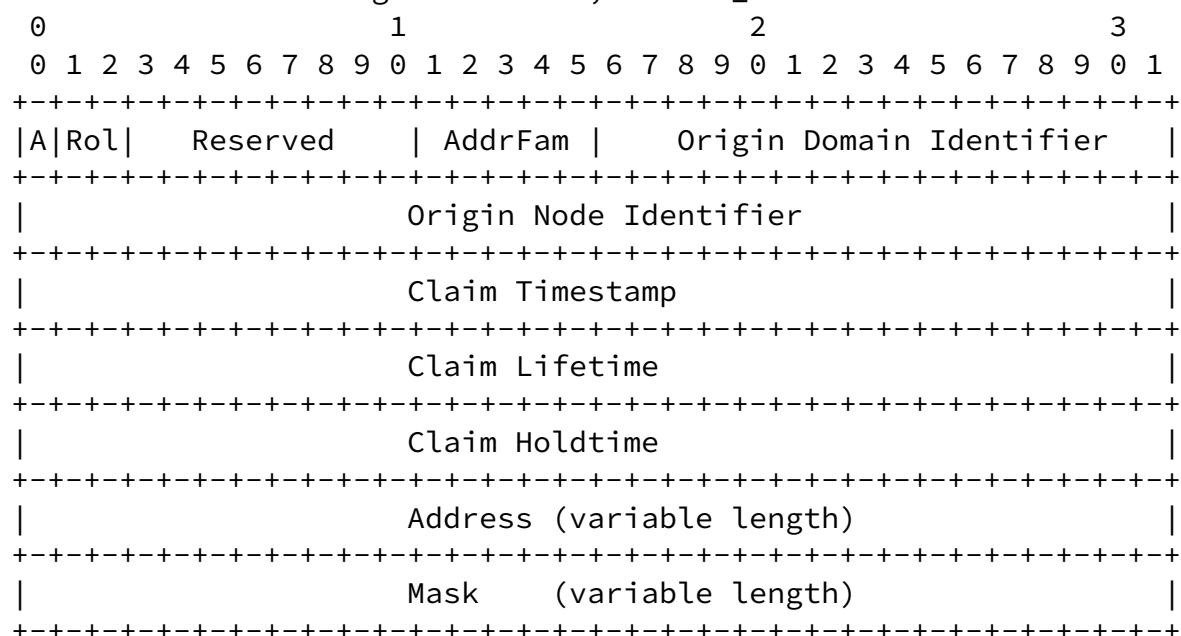 0                   1                   2                   3
 0 1 2 3 4 5 6 7 8 9 0 1 2 3 4 5 6 7 8 9 0 1 2 3 4 5 6 7 8 9 0 1
+-+-+-+-+-+-+-+-+-+-+-+-+-+-+-+-+-+-+-+-+-+-+-+-+-+-+-+-+-+-+-+-+
|A|Rol|   Reserved    | AddrFam |    Origin Domain Identifier   |
+-+-+-+-+-+-+-+-+-+-+-+-+-+-+-+-+-+-+-+-+-+-+-+-+-+-+-+-+-+-+-+-+
|                     Origin Node Identifier                    |
+-+-+-+-+-+-+-+-+-+-+-+-+-+-+-+-+-+-+-+-+-+-+-+-+-+-+-+-+-+-+-+-+
|                     Claim Timestamp                           |
+-+-+-+-+-+-+-+-+-+-+-+-+-+-+-+-+-+-+-+-+-+-+-+-+-+-+-+-+-+-+-+-+
|                     Claim Lifetime                            |
+-+-+-+-+-+-+-+-+-+-+-+-+-+-+-+-+-+-+-+-+-+-+-+-+-+-+-+-+-+-+-+-+
|                     Claim Holdtime                            |
+-+-+-+-+-+-+-+-+-+-+-+-+-+-+-+-+-+-+-+-+-+-+-+-+-+-+-+-+-+-+-+-+
|                     Address (variable length)                 |
+-+-+-+-+-+-+-+-+-+-+-+-+-+-+-+-+-+-+-+-+-+-+-+-+-+-+-+-+-+-+-+-+
|                     Mask    (variable length)                 |
+-+-+-+-+-+-+-+-+-+-+-+-+-+-+-+-+-+-+-+-+-+-+-+-+-+-+-+-+-+-+-+-+